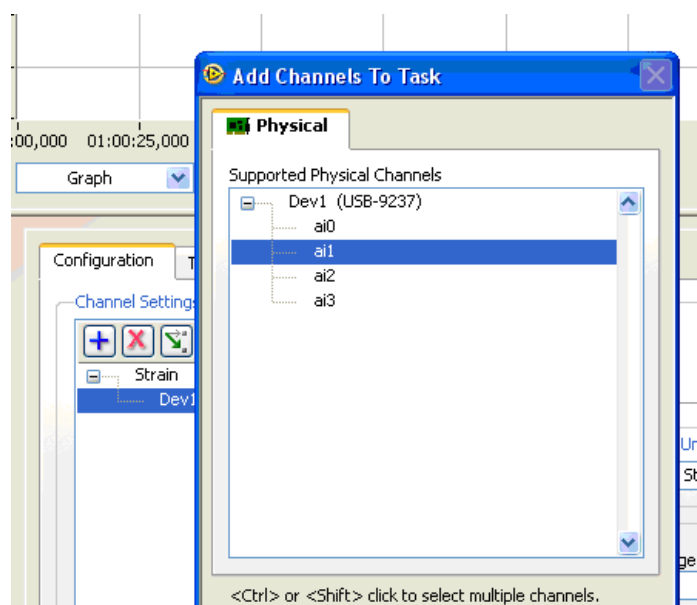 Add Channels To Task
Physical
:00,000 01:00:25,000
Graph
Supported Physical Channels
Dev1 (USB-9237)
ai0
ai1
ai2
ai3
Configuration
Channel Settings
Strain
Dev1
<Ctrl> or <Shift> click to select multiple channels.